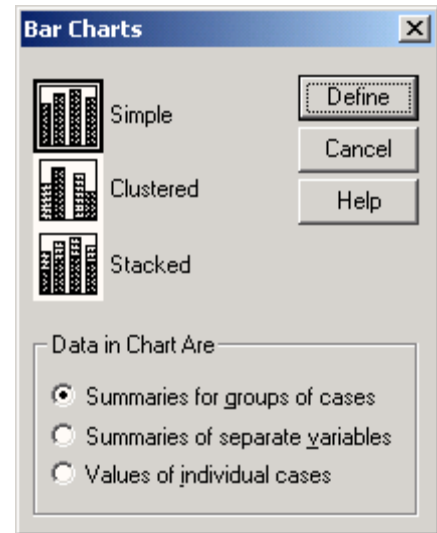 Bar Charts
Simple
Define
Cancel
Clustered
Help
Stacked
Data in Chart Are
Summaries for groups of cases
Summaries of separate variables
Values of individual cases